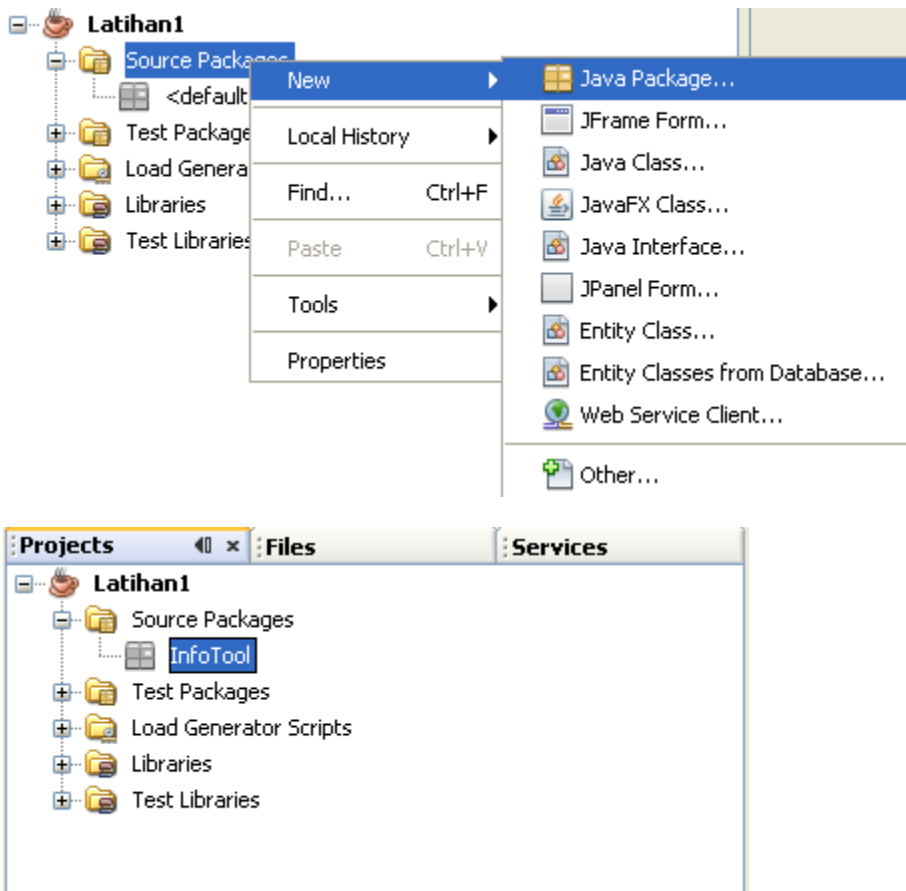 Latihan1
Source Packages
<default
Test Package
Load Genera
Libraries
Test Libraries
New
Local History
Find... Ctrl+F
Paste Ctrl+V
Tools
Properties
Java Package...
JFrame Form...
Java Class...
JavaFX Class...
Java Interface...
JPanel Form...
Entity Class...
Entity Classes from Database...
Web Service Client...
Other...
Projects Files Services
Latihan1
Source Packages
InfoTool
Test Packages
Load Generator Scripts
Libraries
Test Libraries